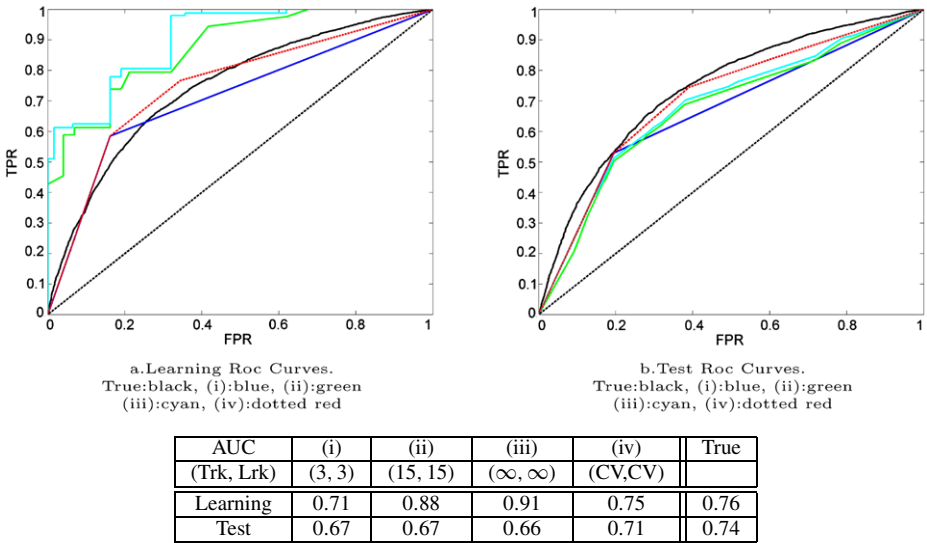 1
0.9
0.8
0.7
0.6
0.5
0.4
0.3
0.2
0.1
0
TPR
0 0.2 0.4 0.6 0.8 1
FPR
a.Learning Roc Curves.
True:black, (i):blue, (ii):green
(iii):cyan, (iv):dotted red
1
0.9
0.8
0.7
0.6
0.5
0.4
0.3
0.2
0.1
0
TPR
0 0.2 0.4 0.6 0.8 1
FPR
b.Test Roc Curves.
True:black, (i):blue, (ii):green
(iii):cyan, (iv):dotted red
AUC (i) (ii) (iii) (iv) True
(Trk, Lrk) (3, 3) (15, 15) (∞, ∞) (CV,CV)
Learning 0.71 0.88 0.91 0.75 0.76
Test 0.67 0.67 0.66 0.71 0.74